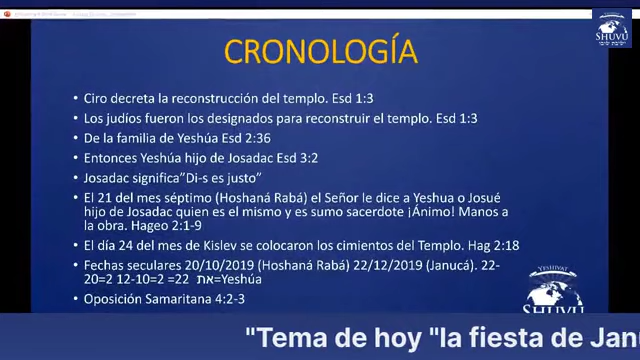 SHUVU
CRONOLOGÍA
• Ciro decreta la reconstrucción del templo. Esd 1:3
• Los judíos fueron los designados para reconstruir el templo. Esd 1:3
• De la familia de Yeshúa Esd 2:36
• Entonces Yeshúa hijo de Josadac Esd 3:2
• Josadac significa”Di-s es justo”
• El 21 del mes séptimo (Hoshaná Rabá) el Señor le dice a Yeshua o Josué
hijo de Josadac quien es el mismo y es sumo sacerdote ¡Ánimo! Manos a
la obra. Hageo 2:1-9
• El día 24 del mes de Kislev se colocaron los cimientos del Templo. Hag 2:18
• Fechas seculares 20/10/2019 (Hoshaná Rabá) 22/12/2019 (Janucá). 22-
20=2 12-10=2 =22 את=Yeshúa
• Oposición Samaritana 4:2-3
YESHIVAT
SHUVU
"Tema de hoy "la fiesta de Jan